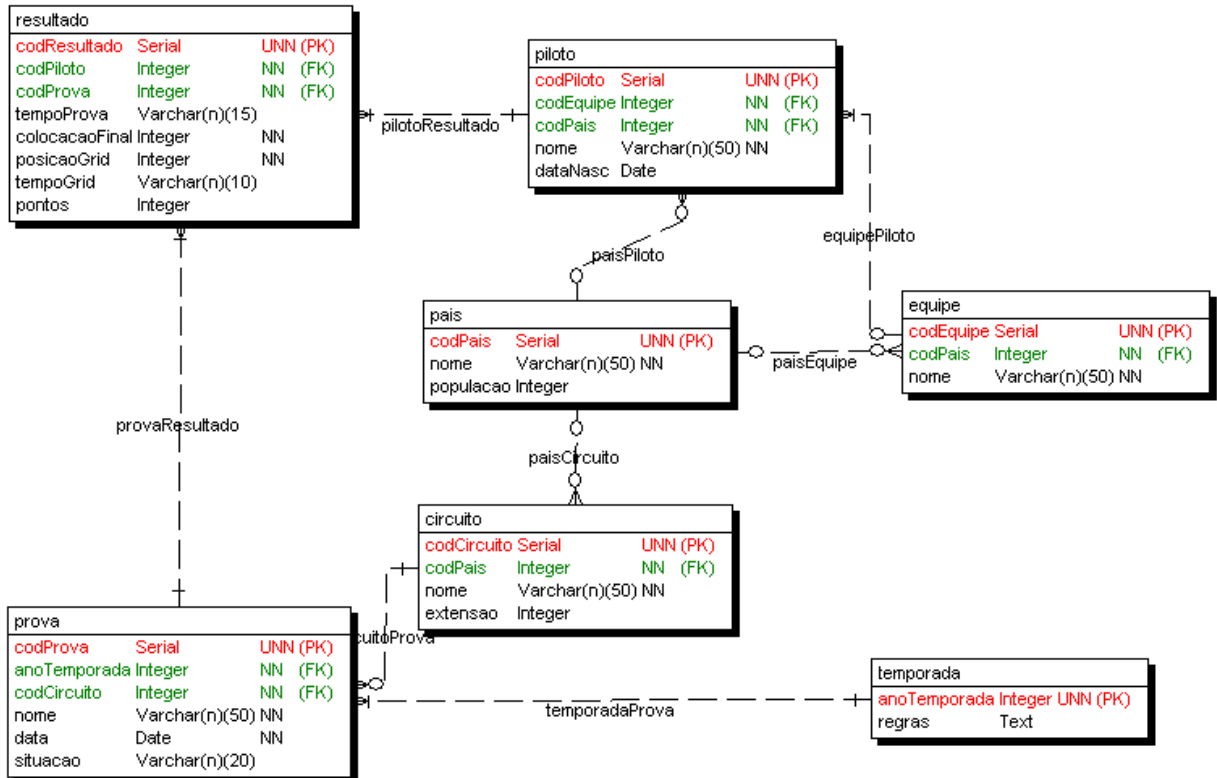 resultado
codResultado Serial UNN (PK)
codPiloto Integer NN (FK)
codProva Integer NN (FK)
tempoProva Varchar(n)(15)
colocacaoFinal Integer NN
posicaoGrid Integer NN
tempoGrid Varchar(n)(10)
pontos Integer
pilotoResultado
piloto
codPiloto Serial UNN (PK)
codEquipe Integer NN (FK)
codPais Integer NN (FK)
nome Varchar(n)(50) NN
dataNasc Date
equipePiloto
paisPiloto
pais
codPais Serial UNN (PK)
nome Varchar(n)(50) NN
populacao Integer
paisEquipe
equipe
codEquipe Serial UNN (PK)
codPais Integer NN (FK)
nome Varchar(n)(50) NN
provaResultado
paisCircuito
circuito
codCircuito Serial UNN (PK)
codPais Integer NN (FK)
nome Varchar(n)(50) NN
extensao Integer
prova
codProva Serial UNN (PK)
anoTemporada Integer NN (FK)
codCircuito Integer NN (FK)
nome Varchar(n)(50) NN
data Date NN
situacao Varchar(n)(20)
cuitoProva
temporadaProva
temporada
anoTemporada Integer UNN (PK)
regras Text